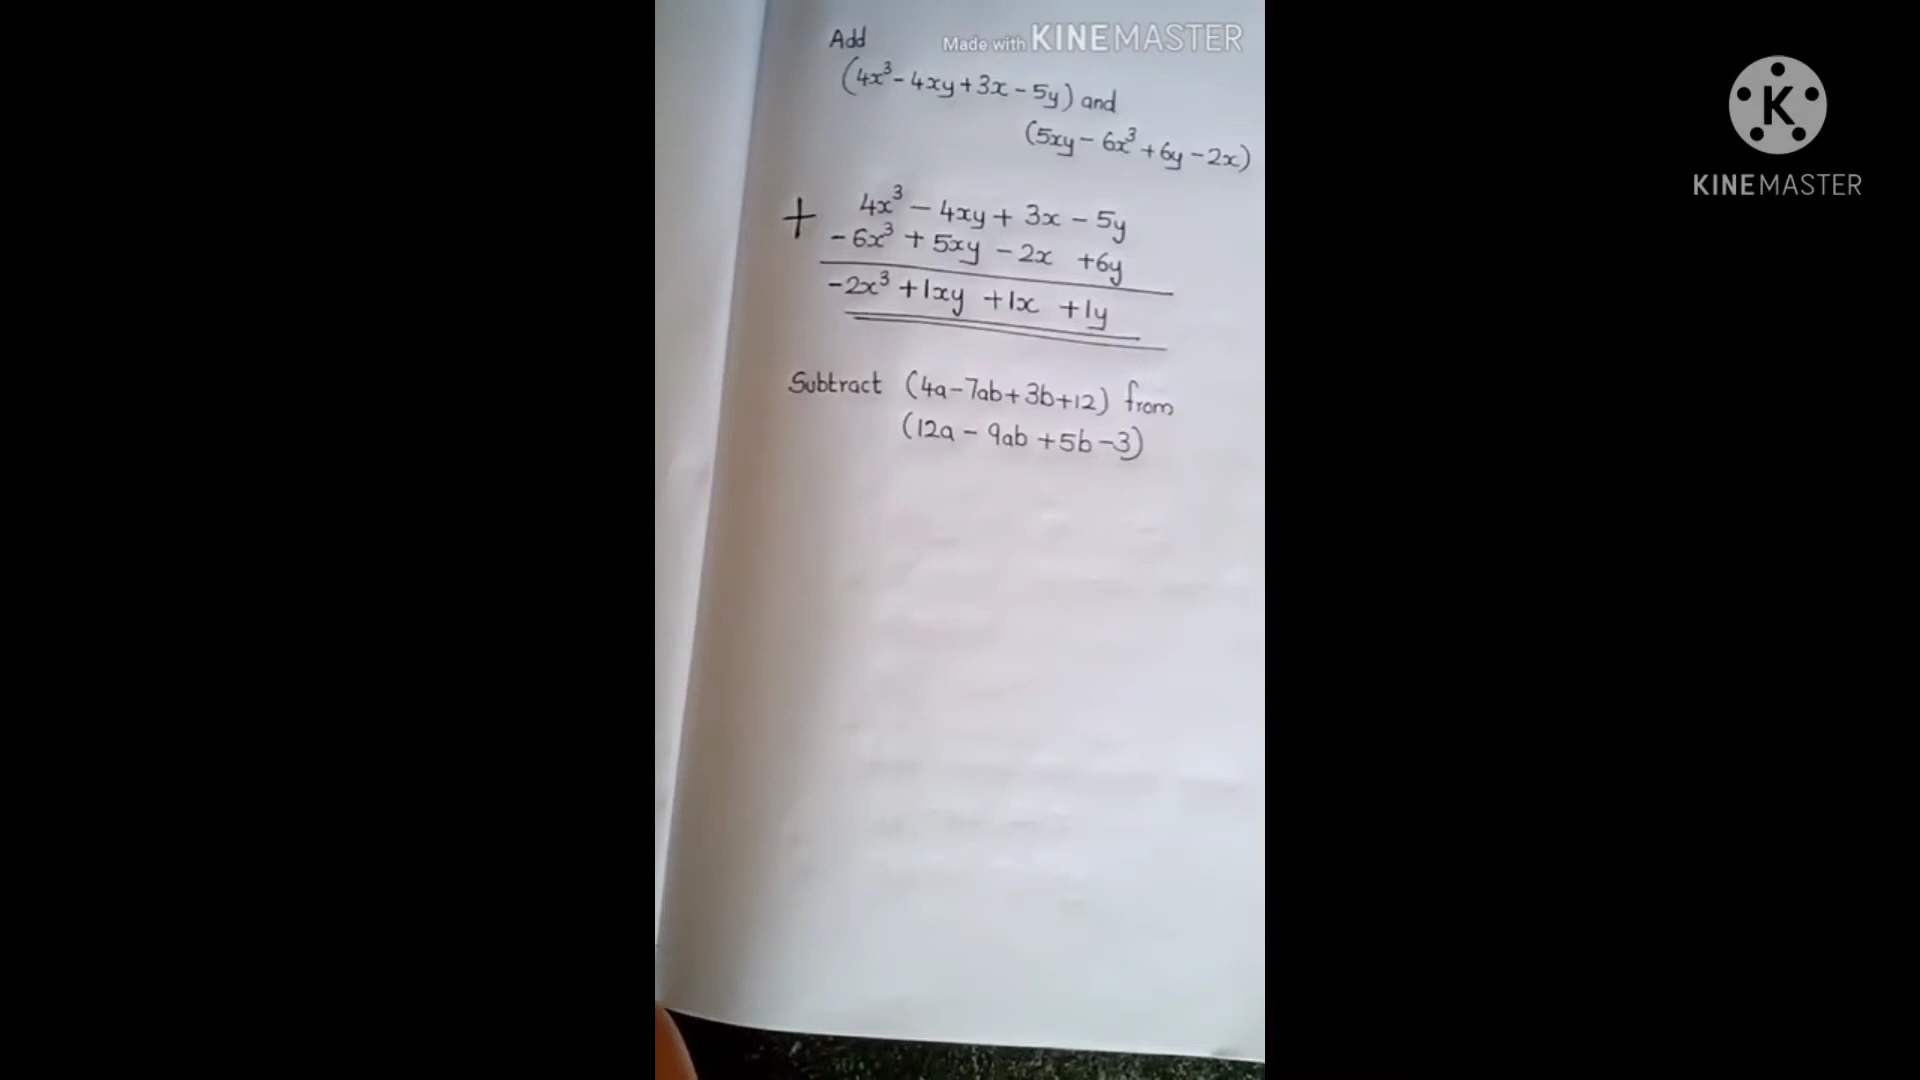 Add
Made with KINEMASTER
(4x³ - 4xy + 3x - 5y) and
(5xy - 6x³ + 6y - 2x)
+ 4x³ - 4xy + 3x - 5y
- 6x³ + 5xy - 2x + 6y
-2x³ + 1xy + 1x + 1y
Subtract (4a - 7ab + 3b + 12) from
(12a - 9ab + 5b - 3)
K
KINEMASTER